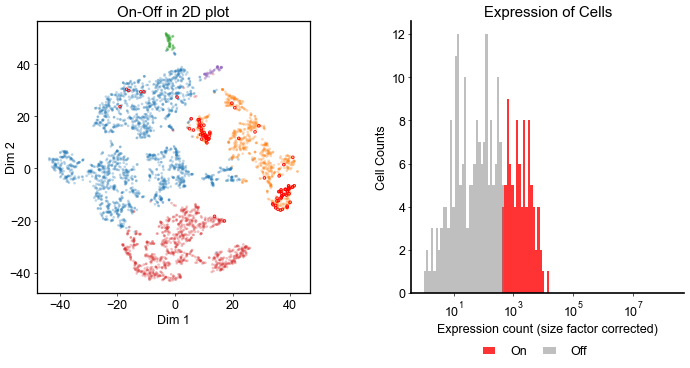 On-Off in 2D plot
Expression of Cells
40
20
0
−20
−40
Dim 2
−40 −20 0 20 40
Dim 1
12
10
8
6
4
2
0
Cell Counts
10^1 10^3 10^5 10^7
Expression count (size factor corrected)
On Off